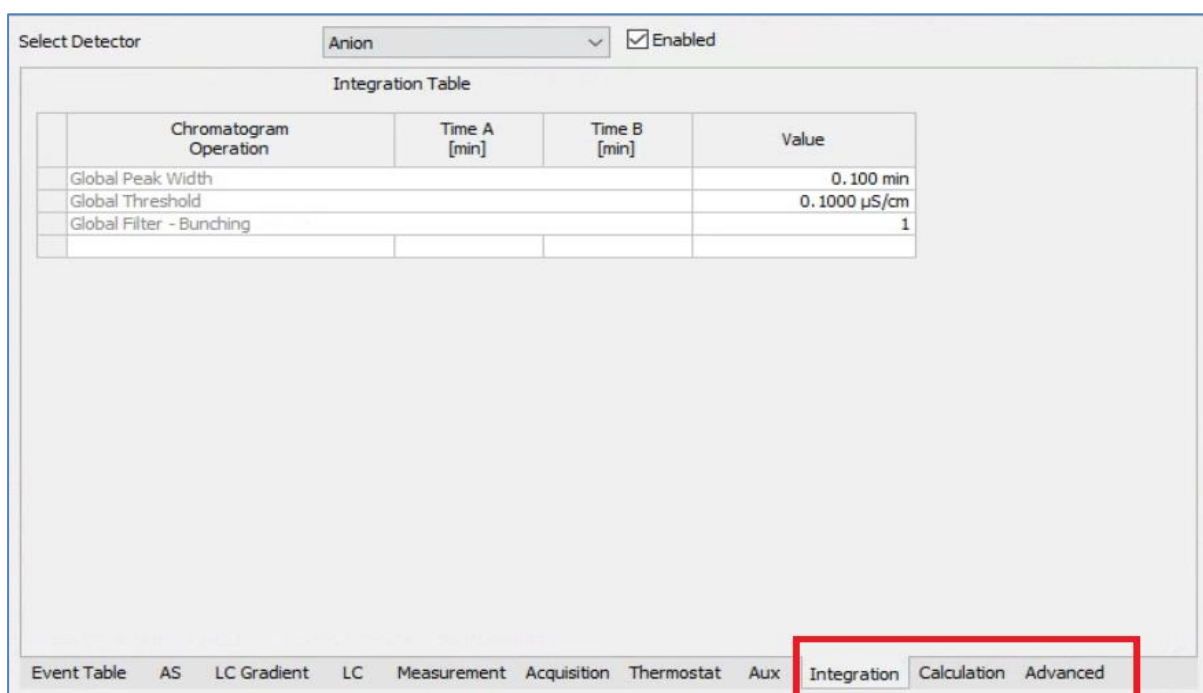 Select Detector Anion Enabled
Integration Table
Chromatogram Operation Time A [min] Time B [min] Value
Global Peak Width 0.100 min
Global Threshold 0.1000 µS/cm
Global Filter - Bunching 1
Event Table AS LC Gradient LC Measurement Acquisition Thermostat Aux Integration Calculation Advanced